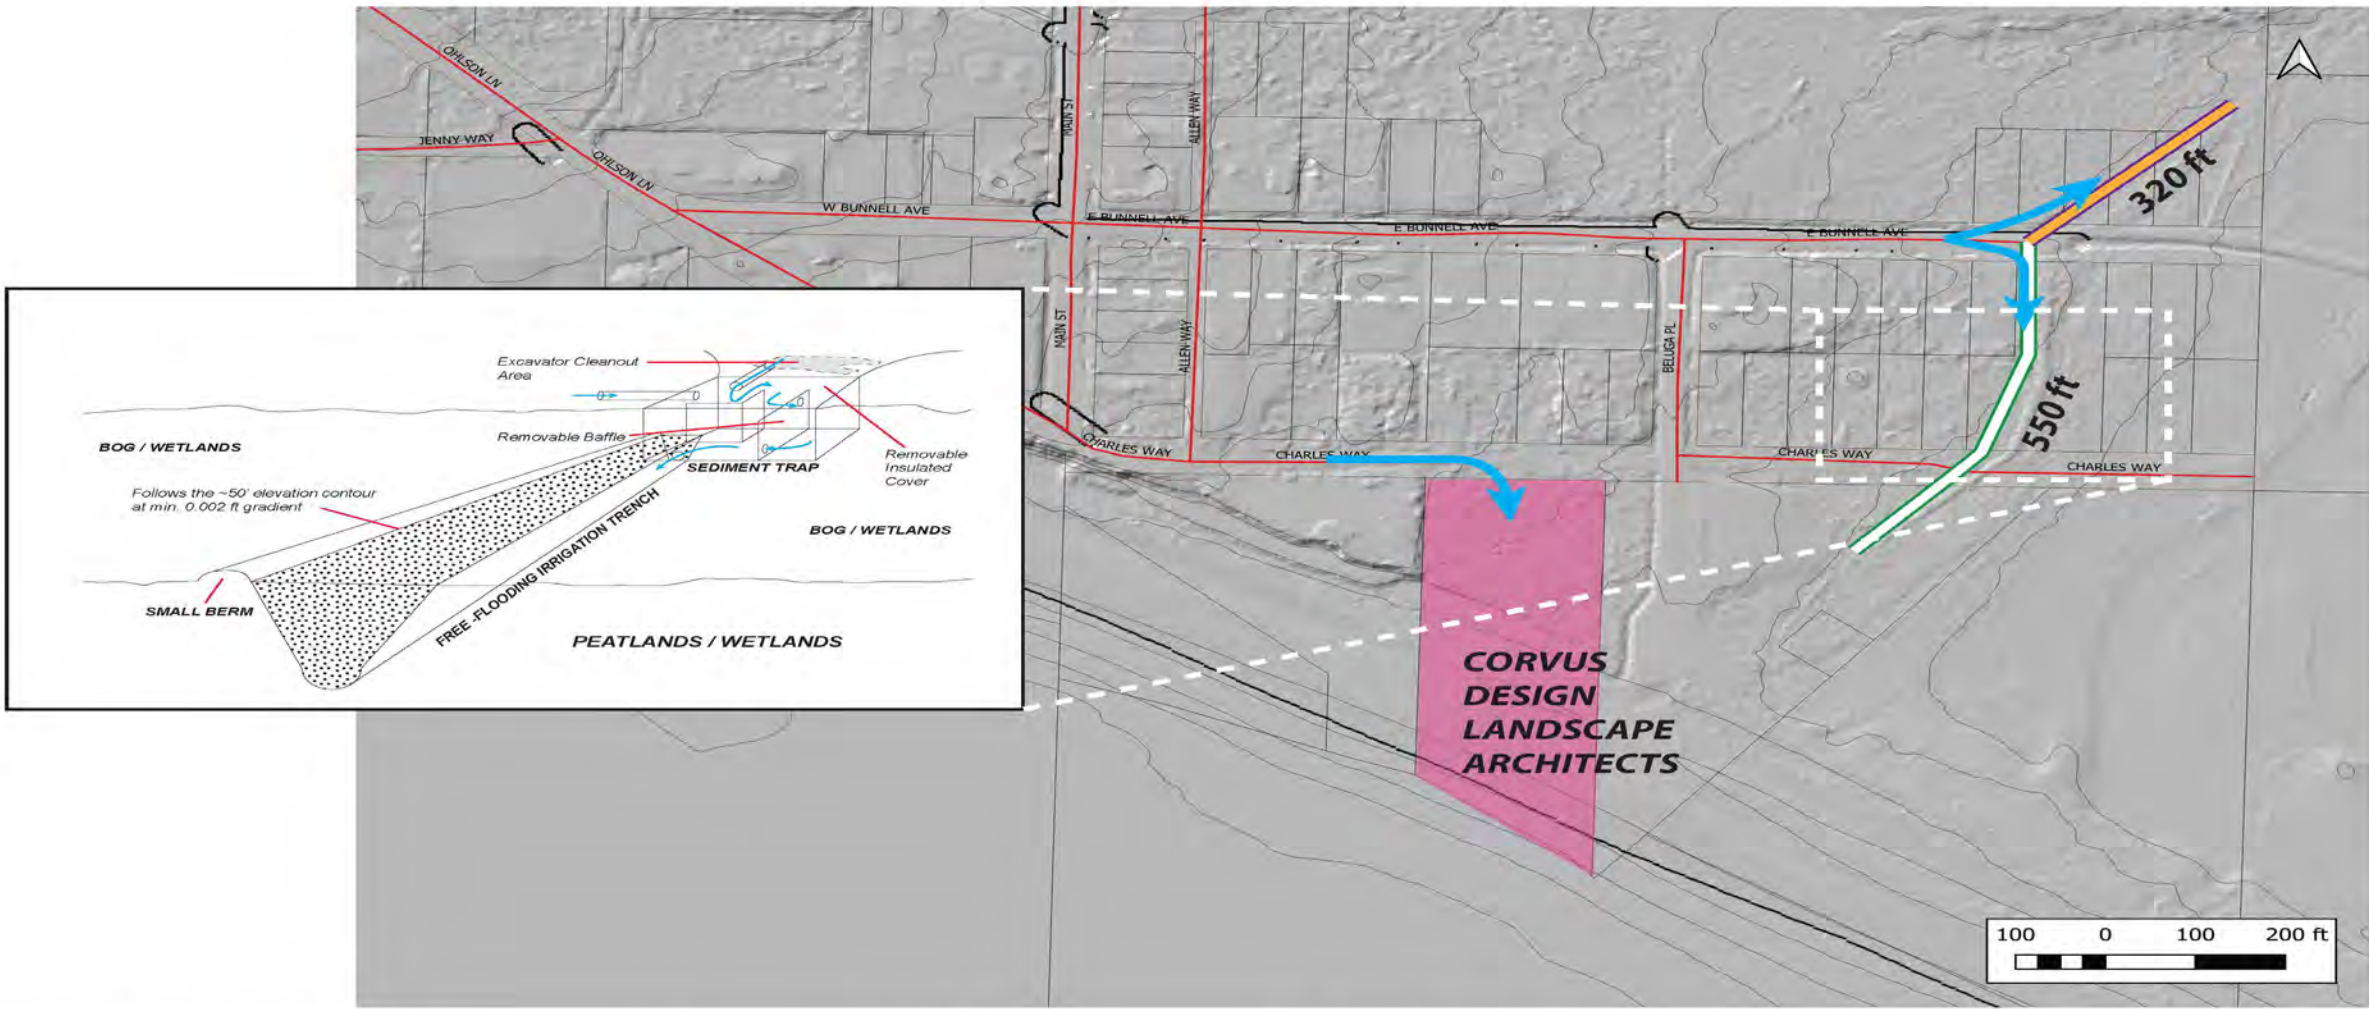 OHLSON LN
JENNY WAY
OHLSON LN
MAIN ST
ALLEN WAY
W BUNNELL AVE
E BUNNELL AVE
E BUNNELL AVE
E BUNNELL AVE
320 ft
MAIN ST
ALLEN WAY
BELUGA PL
550 ft
CHARLES WAY
CHARLES WAY
CHARLES WAY
CHARLES WAY
Excavator Cleanout
Area
BOG / WETLANDS
Removable Baffle
SEDIMENT TRAP
Removable
Insulated
Cover
Follows the ~50' elevation contour
at min. 0.002 ft gradient
BOG / WETLANDS
FREE -FLOODING IRRIGATION TRENCH
SMALL BERM
PEATLANDS / WETLANDS
CORVUS
DESIGN
LANDSCAPE
ARCHITECTS
100 0 100 200 ft